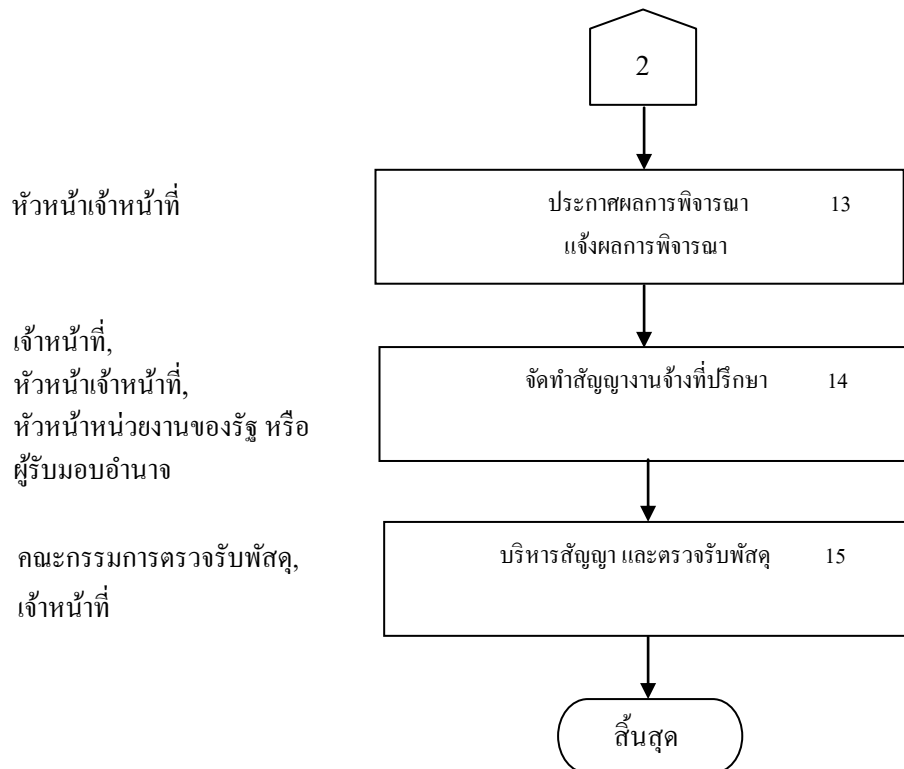 2
หัวหน้าเจ้าหน้าที่
ประกาศผลการพิจารณา 13
แจ้งผลการพิจารณา
เจ้าหน้าที่,
หัวหน้าเจ้าหน้าที่,
หัวหน้าหน่วยงานของรัฐ หรือ
ผู้รับมอบอำนาจ
จัดทำสัญญางานจ้างที่ปรึกษา 14
คณะกรรมการตรวจรับพัสดุ,
เจ้าหน้าที่
บริหารสัญญา และตรวจรับพัสดุ 15
สิ้นสุด